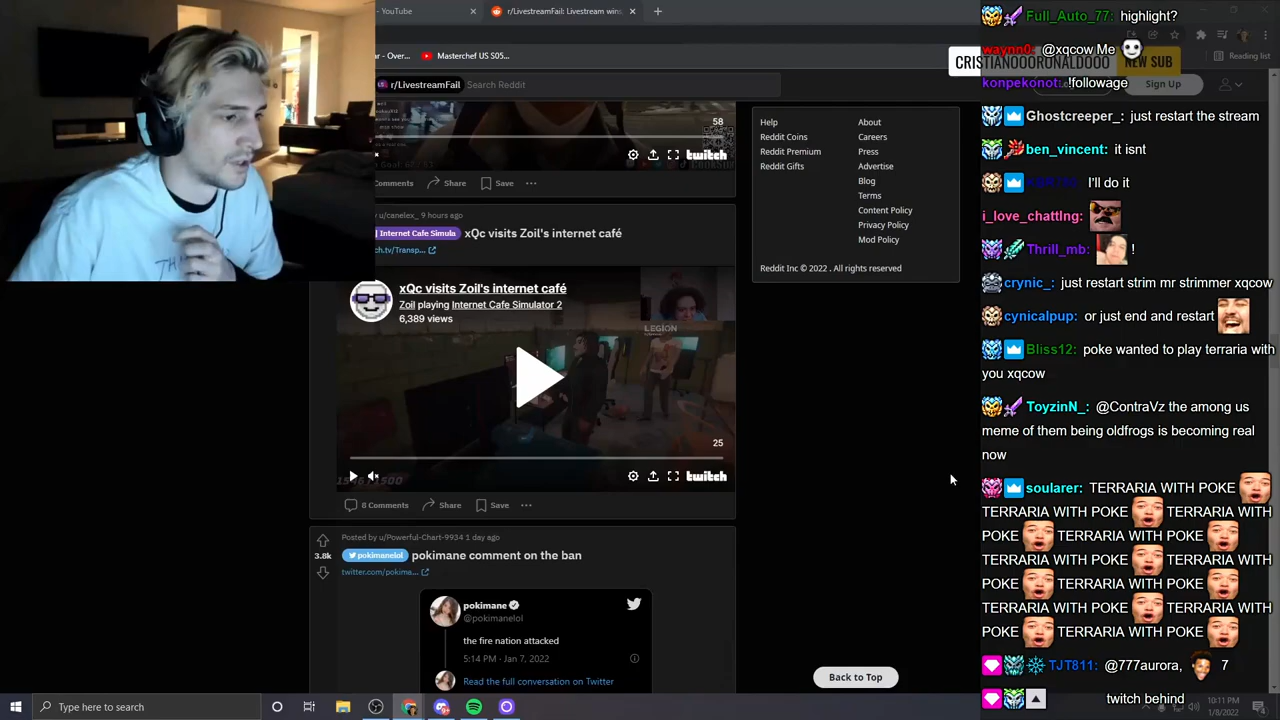 - YouTube
r/LivestreamFail: Livestream win:
ar - Over...
Masterchef US S05...
Reading list
r/LivestreamFail
Search Reddit
Sign Up
CRISTIANOOORONALDOOO
NEW SUB
58
twitch
Comments
Share
Save
u/canelex_ 9 hours ago
Internet Cafe Simula
xQc visits Zoil's internet café
ch.tv/Transp...
xQc visits Zoil's internet café
Zoil playing Internet Cafe Simulator 2
6,389 views
LEGION
25
twitch
8 Comments
Share
Save
Posted by u/Powerful-Chart-9934 1 day ago
3.8k
pokimanelol
pokimane comment on the ban
twitter.com/pokima...
pokimane
@pokimanelol
the fire nation attacked
5:14 PM · Jan 7, 2022
Read the full conversation on Twitter
Help
About
Reddit Coins
Careers
Reddit Premium
Press
Reddit Gifts
Advertise
Blog
Terms
Content Policy
Privacy Policy
Mod Policy
Reddit Inc © 2022 . All rights reserved
Back to Top
Full_Auto_77: highlight?
waynn0: @xqcow Me
konpekonot: !followage
just restart the stream
ben_vincent: it isnt
I'll do it
i_love_chattIng:
Thrill_mb: !
crynic_: just restart strim mr strimmer xqcow
cynicalpup: or just end and restart
Bliss12: poke wanted to play terraria with
you xqcow
ToyzinN_: @ContraVz the among us
meme of them being oldfrogs is becoming real
now
soularer: TERRARIA WITH POKE
TERRARIA WITH POKE TERRARIA WITH
POKE TERRARIA WITH POKE
TERRARIA WITH POKE TERRARIA WITH
POKE TERRARIA WITH POKE
TERRARIA WITH POKE TERRARIA WITH
POKE TERRARIA WITH POKE
TJT811: @777aurora, 7
twitch behind
Type here to search
10:11 PM
1/8/2022